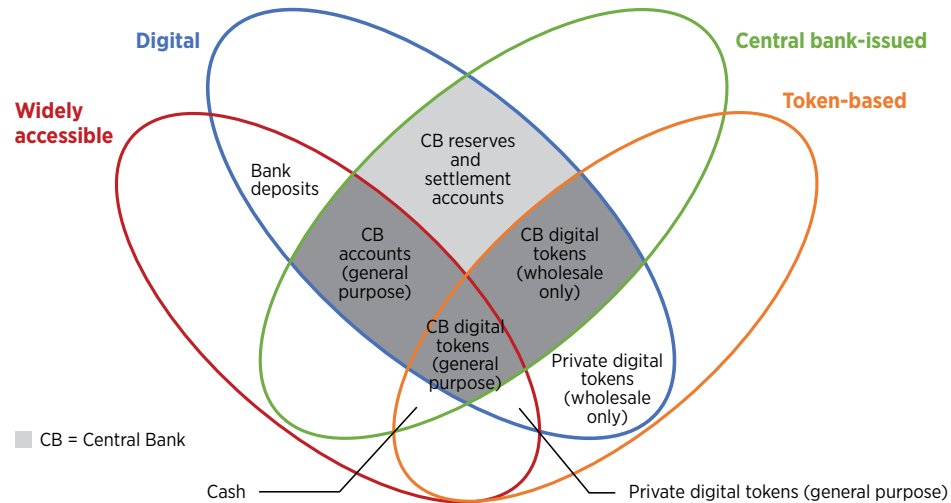 Digital
Central bank-issued
Widely
accessible
Token-based
CB reserves
and
settlement
accounts
Bank
deposits
CB
accounts
(general
purpose)
CB digital
tokens
(wholesale
only)
CB digital
tokens
(general
purpose)
Private digital
tokens
(wholesale
only)
CB = Central Bank
Cash
Private digital tokens (general purpose)